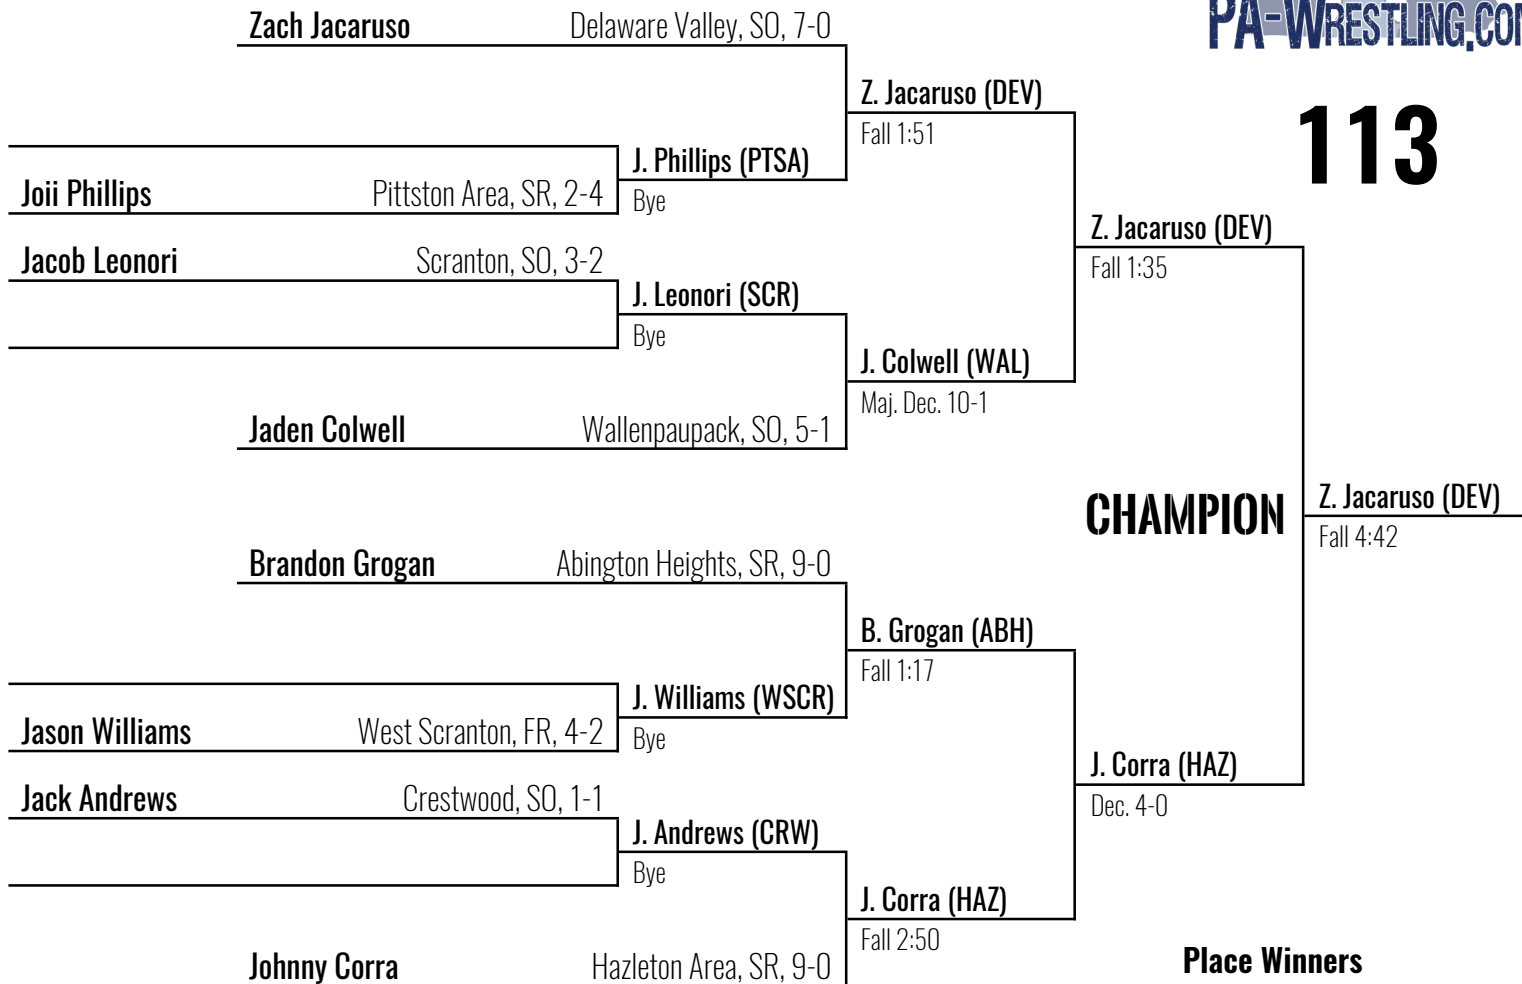 PA-WRESTLING.COM
113
Zach Jacaruso Delaware Valley, SO, 7-0
Z. Jacaruso (DEV)
Fall 1:51
J. Phillips (PTSA)
Joii Phillips Pittston Area, SR, 2-4
Bye
Z. Jacaruso (DEV)
Fall 1:35
Jacob Leonori Scranton, SO, 3-2
J. Leonori (SCR)
Bye
J. Colwell (WAL)
Maj. Dec. 10-1
Jaden Colwell Wallenpaupack, SO, 5-1
CHAMPION
Z. Jacaruso (DEV)
Fall 4:42
Brandon Grogan Abington Heights, SR, 9-0
B. Grogan (ABH)
Fall 1:17
J. Williams (WSCR)
Jason Williams West Scranton, FR, 4-2
Bye
J. Corra (HAZ)
Dec. 4-0
Jack Andrews Crestwood, SO, 1-1
J. Andrews (CRW)
Bye
J. Corra (HAZ)
Fall 2:50
Johnny Corra Hazleton Area, SR, 9-0
Place Winners